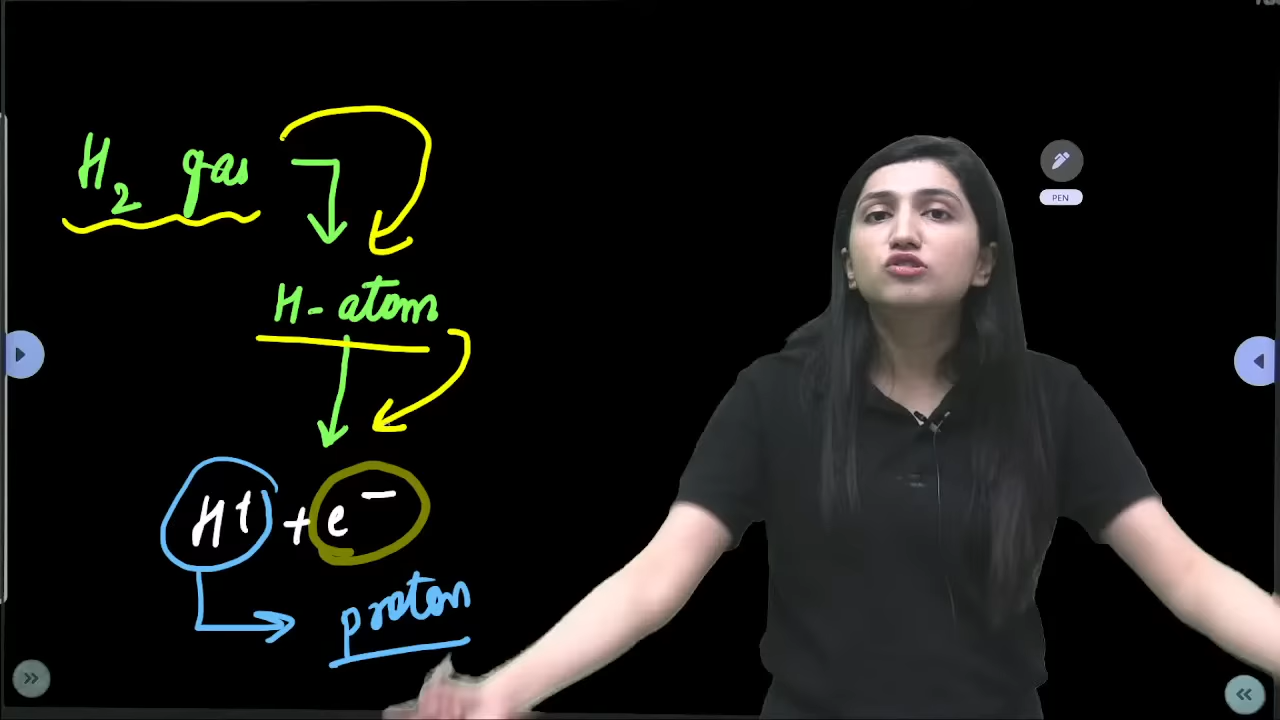 H2 gas
H- atom
H+ + e-
proton
PEN